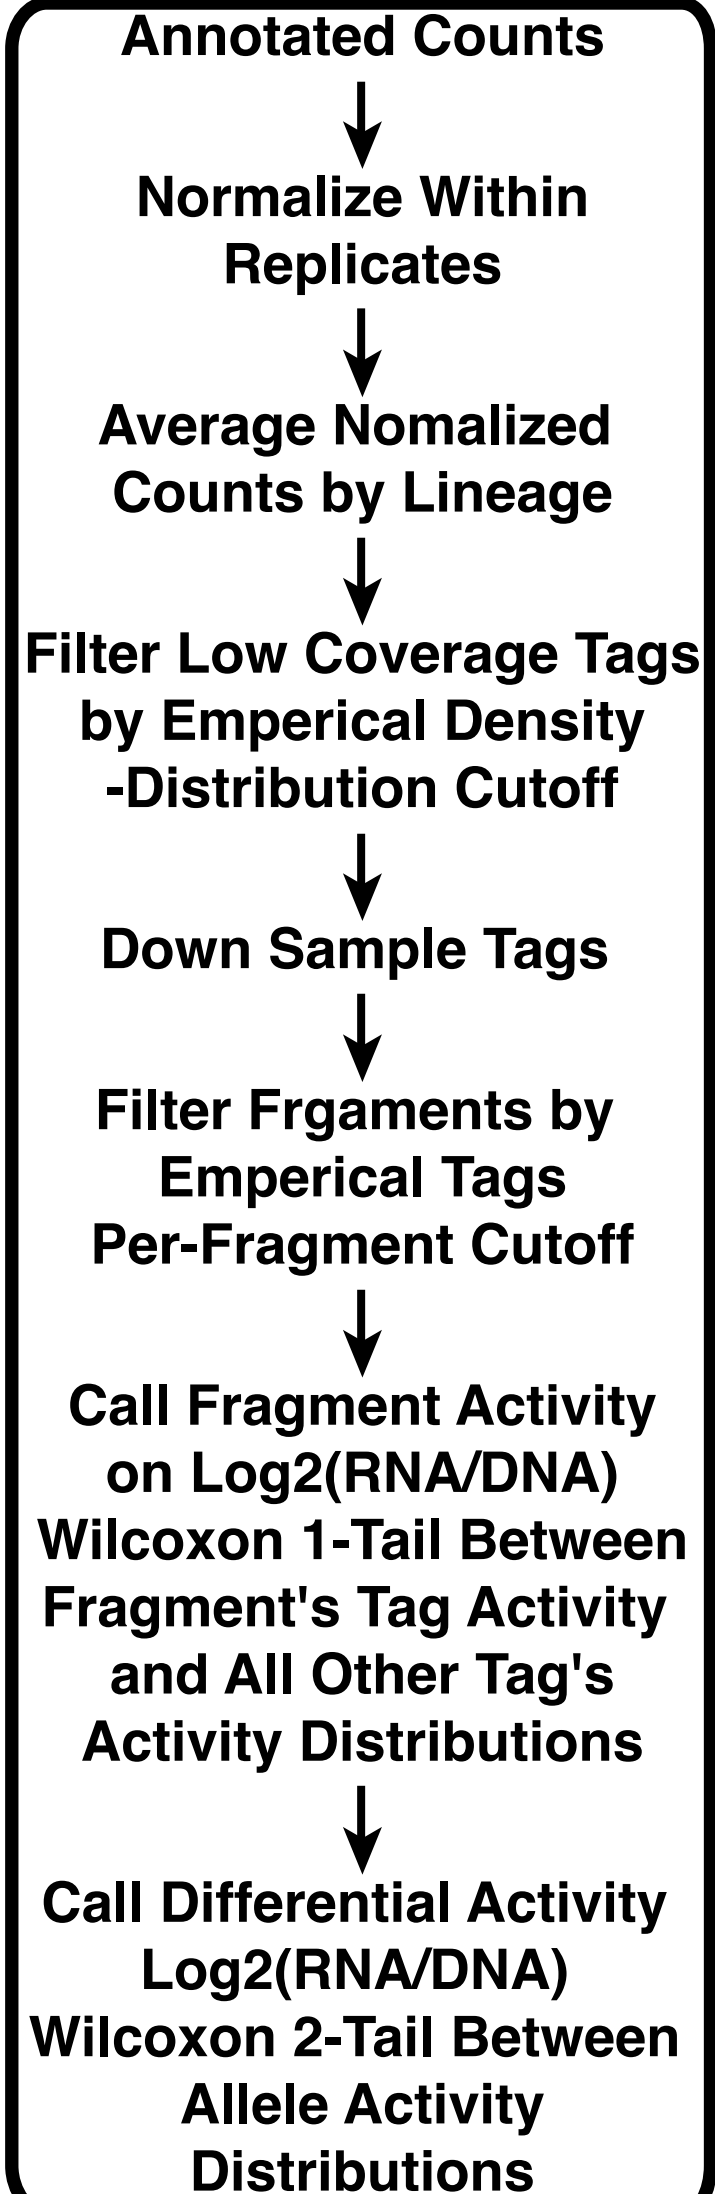 Annotated Counts
Normalize Within
Replicates
Average Nomalized
Counts by Lineage
Filter Low Coverage Tags
by Emperical Density
-Distribution Cutoff
Down Sample Tags
Filter Frgaments by
Emperical Tags
Per-Fragment Cutoff
Call Fragment Activity
on Log2(RNA/DNA)
Wilcoxon 1-Tail Between
Fragment's Tag Activity
and All Other Tag's
Activity Distributions
Call Differential Activity
Log2(RNA/DNA)
Wilcoxon 2-Tail Between
Allele Activity
Distributions